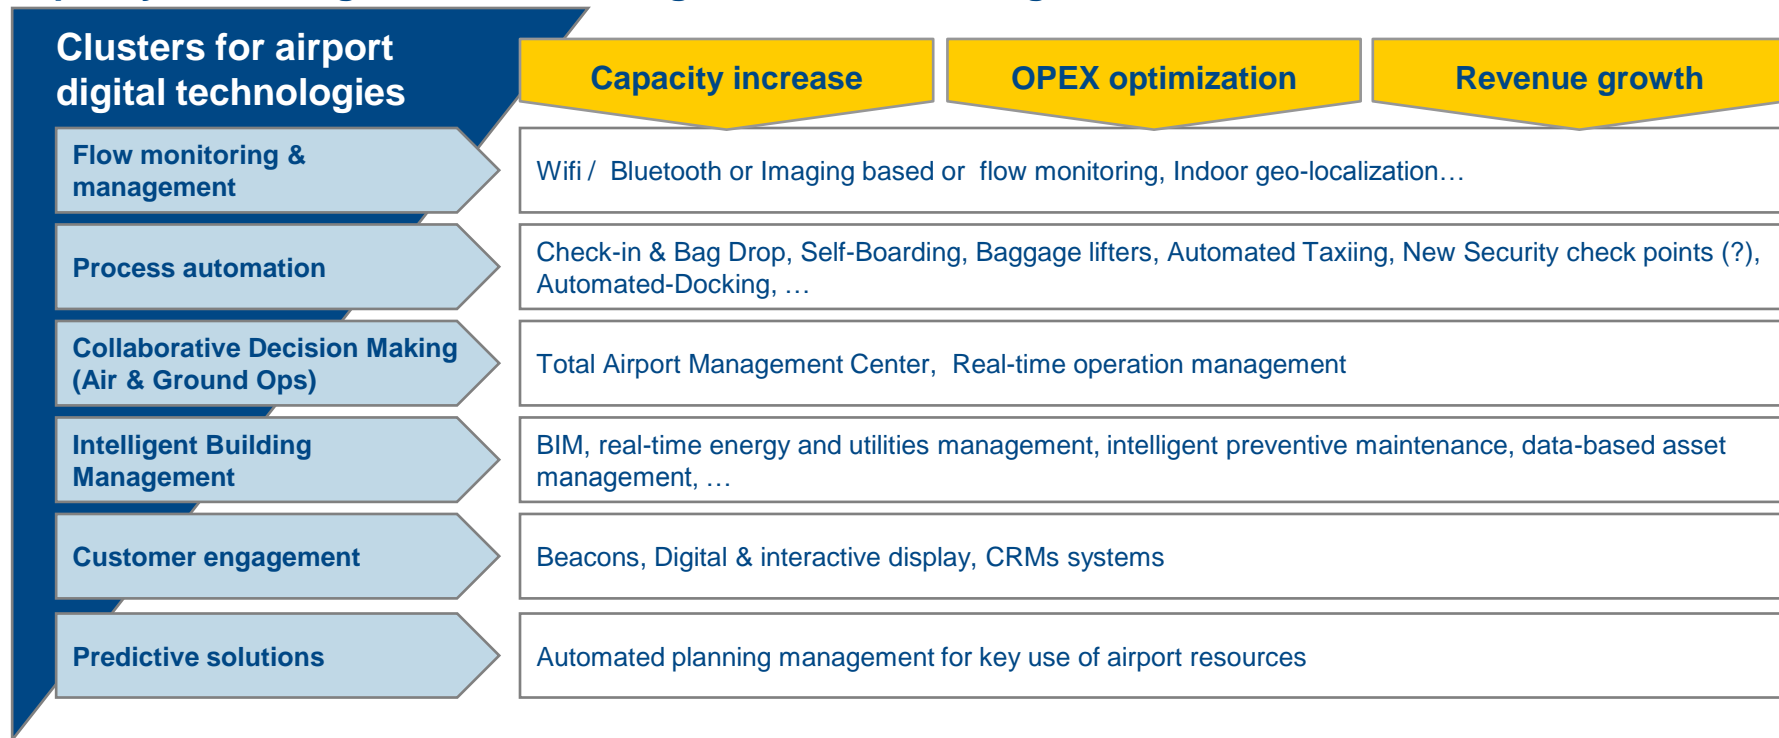 Clusters for airport
digital technologies
Capacity increase
OPEX optimization
Revenue growth
Flow monitoring &
management
Wifi / Bluetooth or Imaging based or flow monitoring, Indoor geo-localization…
Process automation
Check-in & Bag Drop, Self-Boarding, Baggage lifters, Automated Taxiing, New Security check points (?),
Automated-Docking, …
Collaborative Decision Making
(Air & Ground Ops)
Total Airport Management Center, Real-time operation management
Intelligent Building
Management
BIM, real-time energy and utilities management, intelligent preventive maintenance, data-based asset
management, …
Customer engagement
Beacons, Digital & interactive display, CRMs systems
Predictive solutions
Automated planning management for key use of airport resources